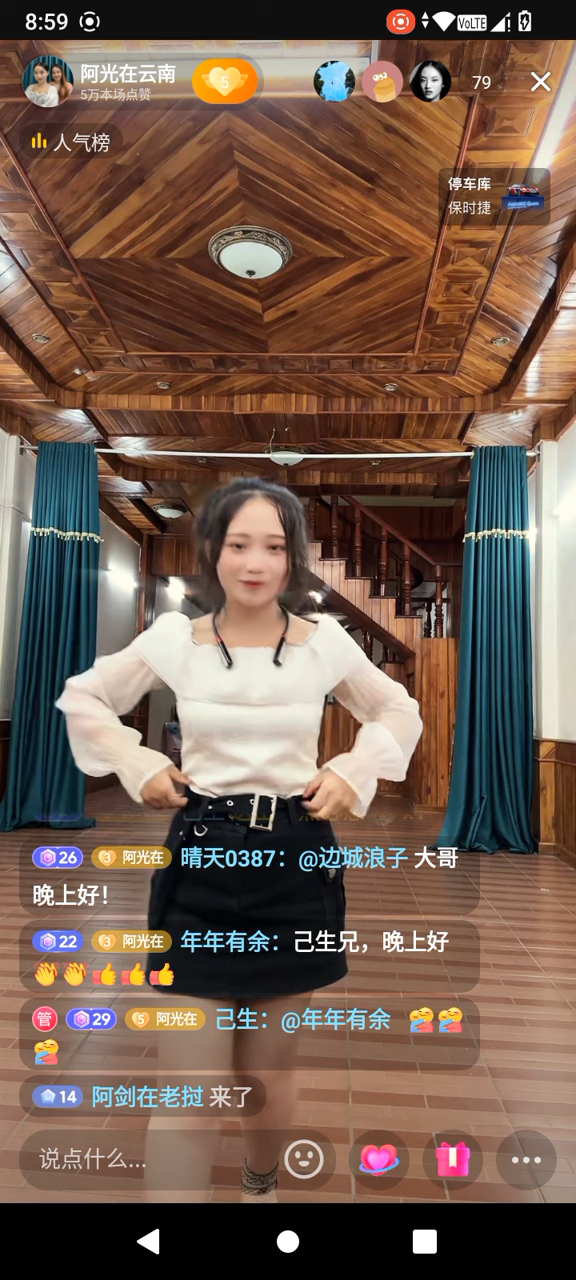 8:59
VoLTE
阿光在云南
5万本场点赞
5
79
人气榜
停车库
保时捷
26 3 阿光在 晴天0387：@边城浪子 大哥
晚上好！
22 3 阿光在 年年有余：己生兄，晚上好
👏👏👍👍👍
管 29 5 阿光在 己生：@年年有余 🫂🫂
🫂
14 阿剑在老挝 来了
说点什么...